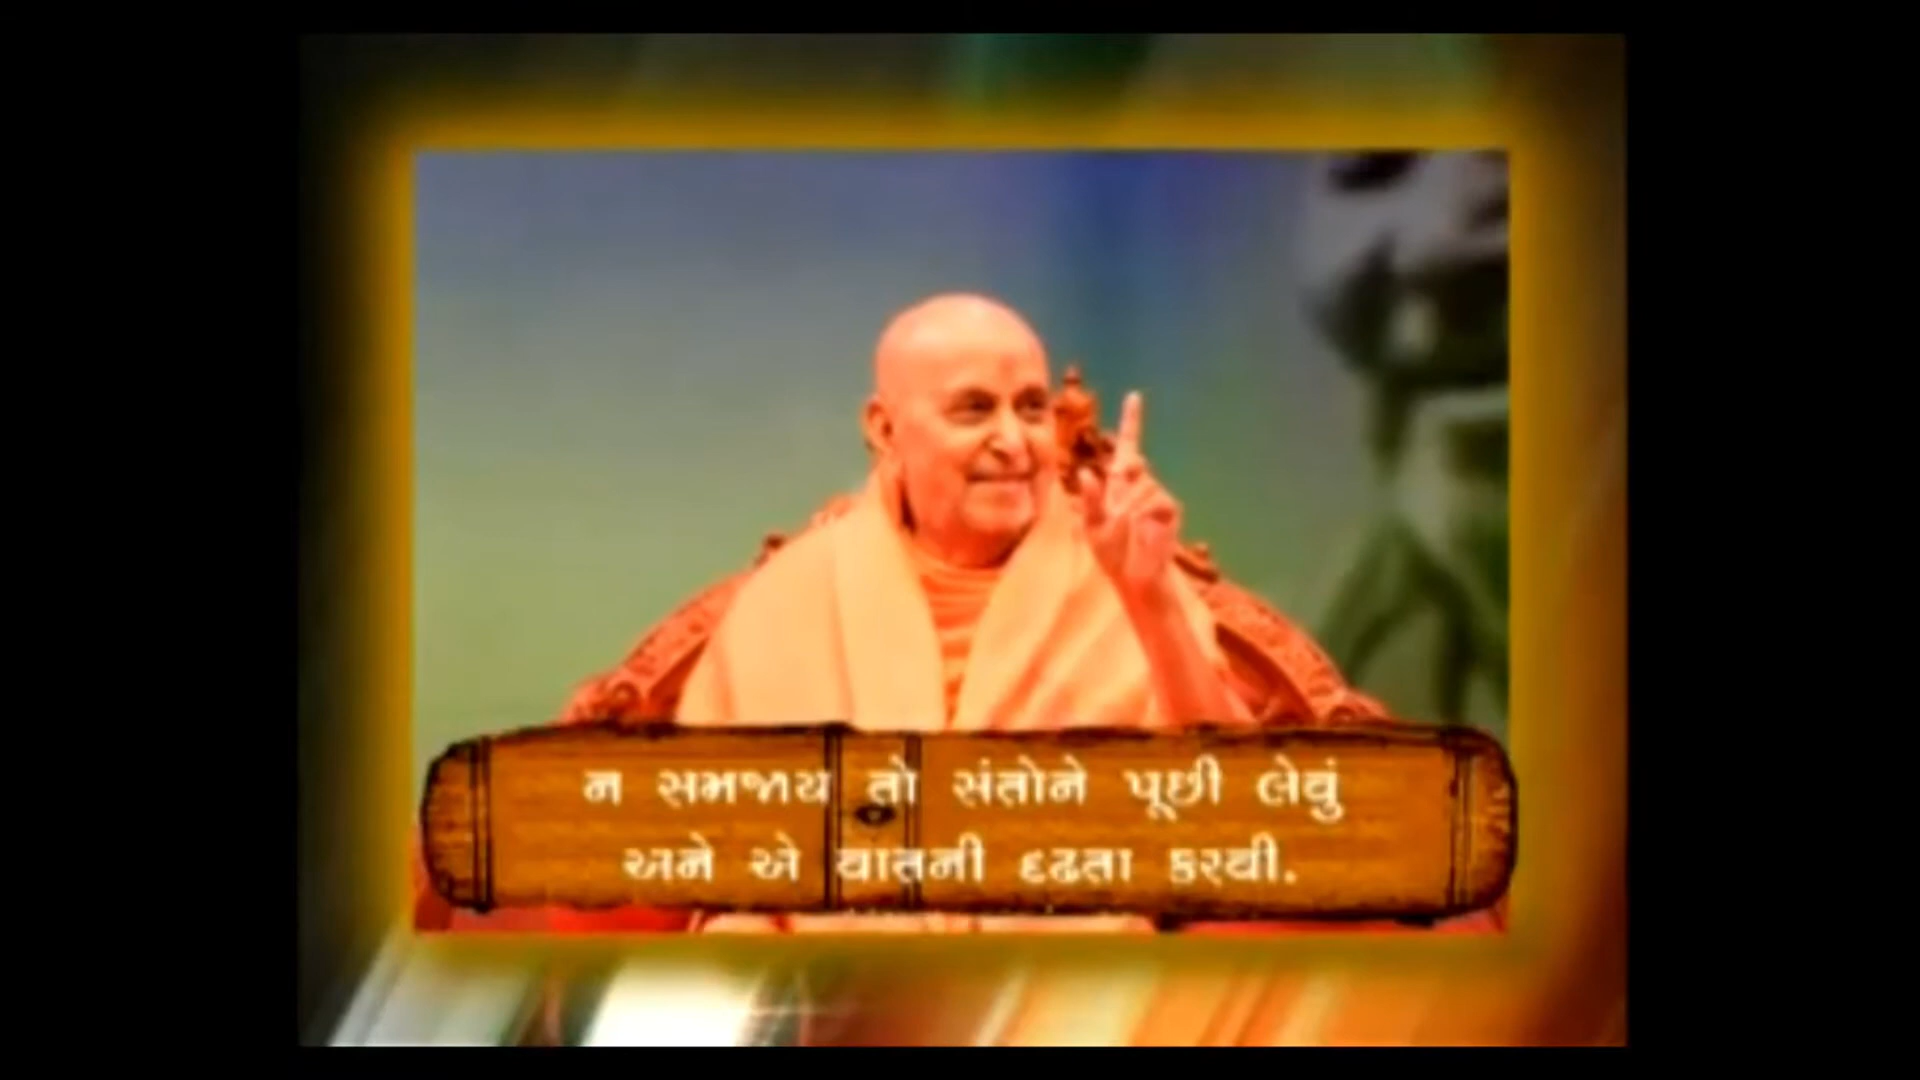 ન સમજાય તો સંતોને પૂછી લેવું
અને એ વાતની દૃઢતા કરવી.